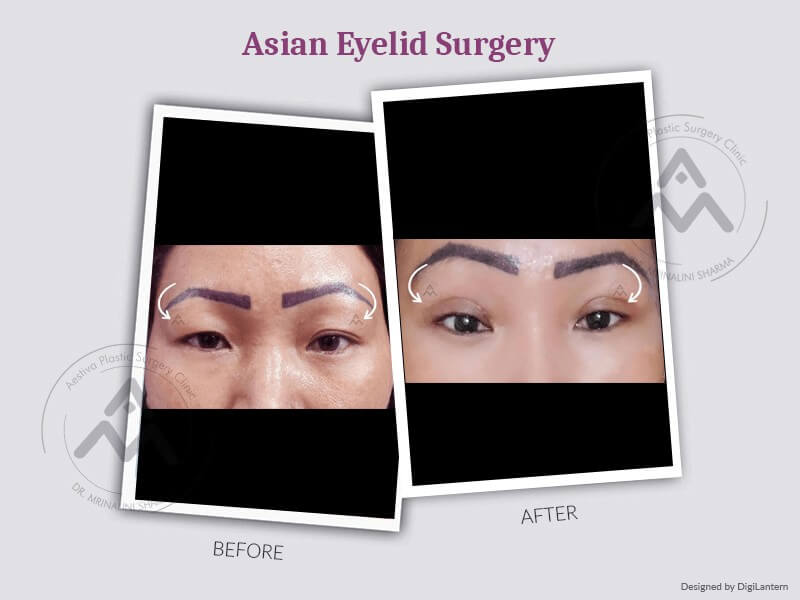 Asian Eyelid Surgery
Plastic Surgery Clinic
MRINALINI SHARMA
Aestiva Plastic Surgery Clinic
DR. MRINALINI SHARMA
BEFORE
AFTER
Designed by DigiLantern